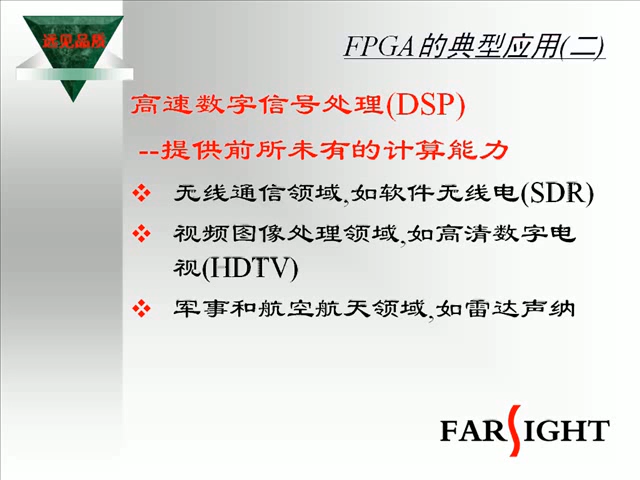 远见品质
FPGA的典型应用(二)
高速数字信号处理(DSP)
--提供前所未有的计算能力
❖ 无线通信领域,如软件无线电(SDR)
❖ 视频图像处理领域,如高清数字电
视(HDTV)
❖ 军事和航空航天领域,如雷达声纳
FARSIGHT